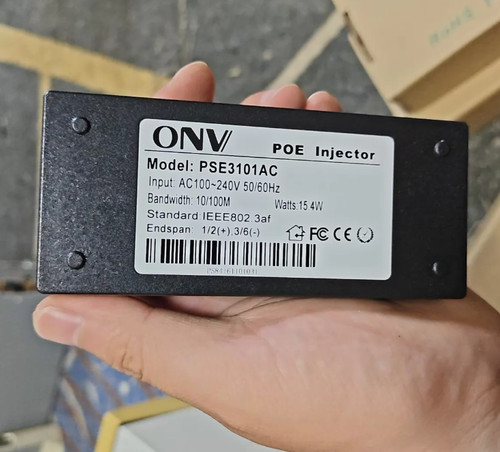 ONV POE Injector
Model: PSE3101AC
Input: AC100~240V 50/60Hz
Bandwidth: 10/100M Watts:15.4W
Standard IEEE802.3af
Endspan: 1/2(+),3/6(-)
FC CE